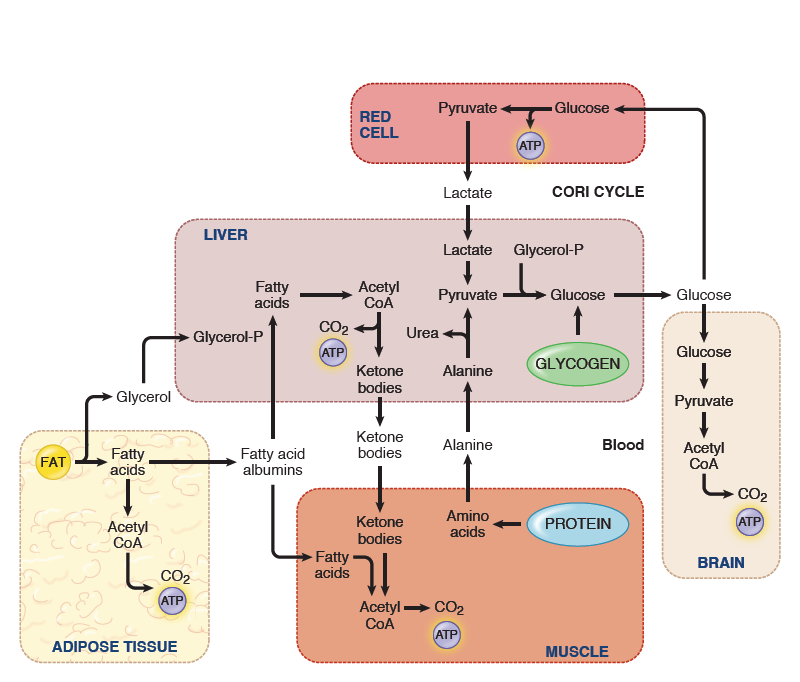 Pyruvate
Glucose
RED
CELL
ATP
Lactate
CORI CYCLE
LIVER
Lactate
Glycerol-P
Fatty
acids
Acetyl
CoA
Pyruvate
Glucose
Glucose
CO2
Urea
Glycerol-P
ATP
Ketone
bodies
Alanine
GLYCOGEN
Glucose
Pyruvate
Glycerol
Ketone
bodies
Alanine
Blood
Acetyl
CoA
FAT
Fatty
acids
Fatty acid
albumins
CO2
ATP
BRAIN
Acetyl
CoA
Ketone
bodies
Amino
acids
PROTEIN
Fatty
acids
CO2
ATP
Acetyl
CoA
CO2
ATP
ADIPOSE TISSUE
MUSCLE